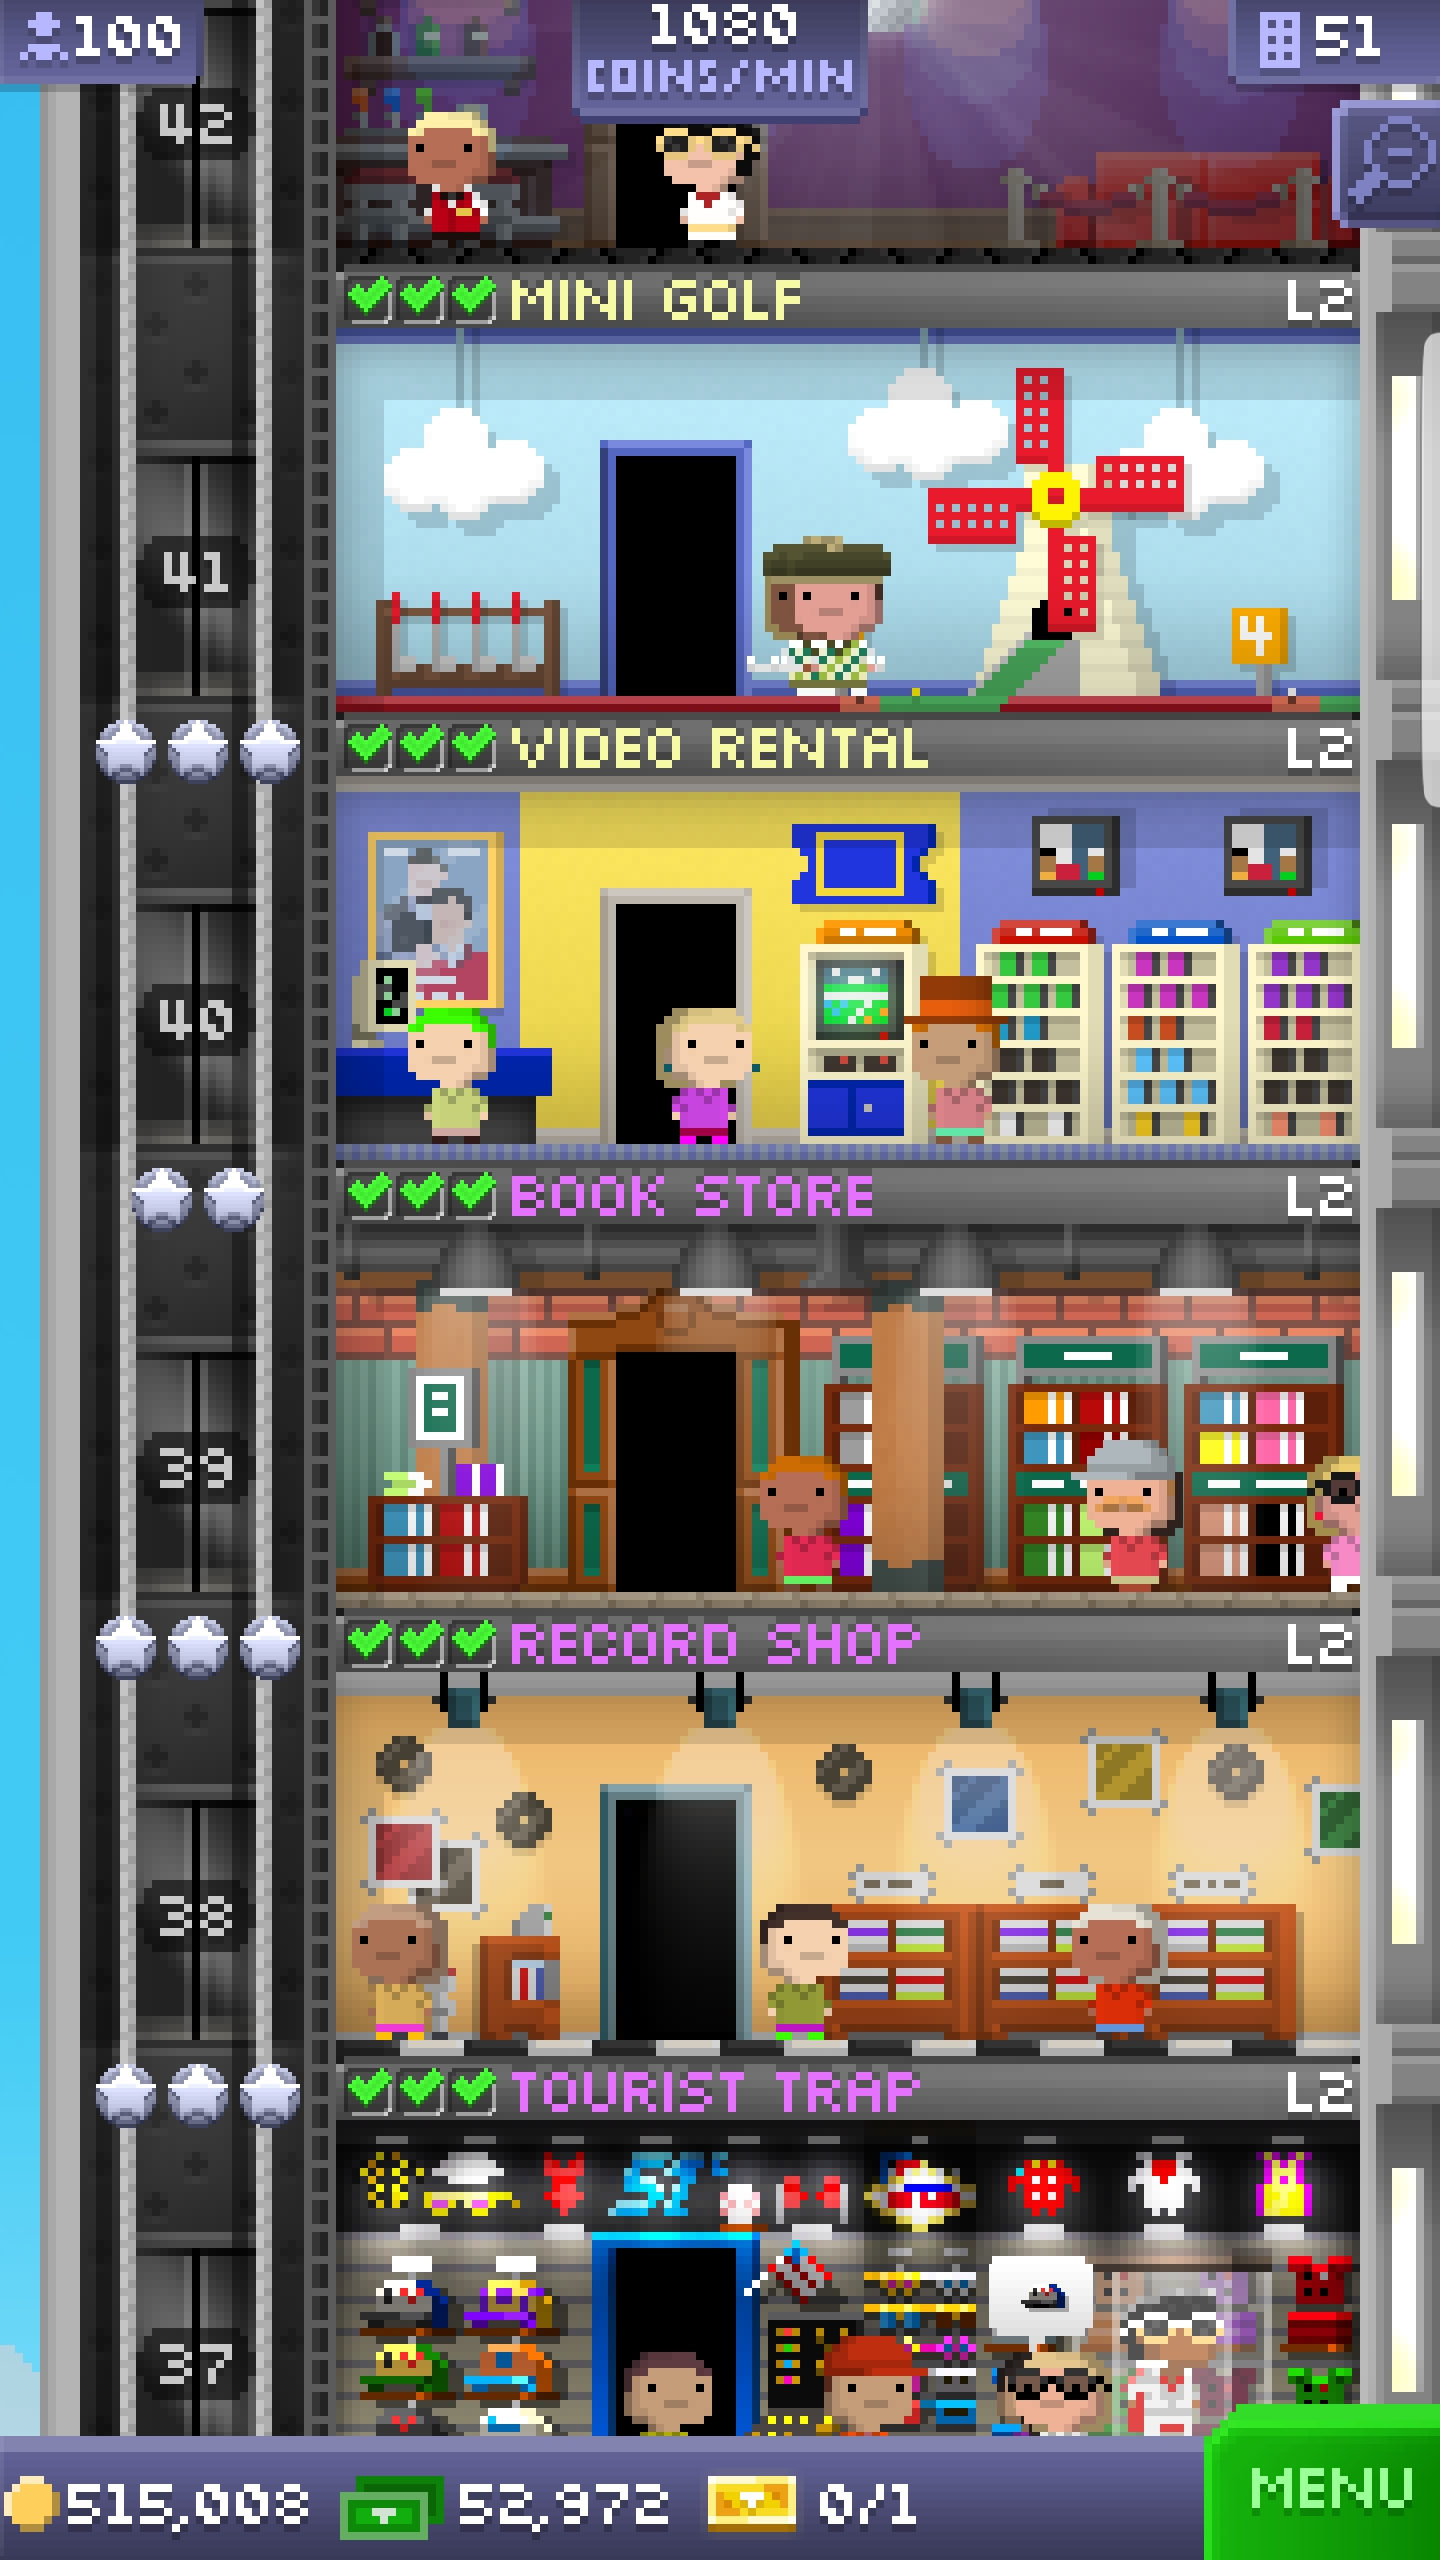 100
1080
COINS/MIN
51
42
MINI GOLF L2
41
4
VIDEO RENTAL L2
40
BOOK STORE L2
39
RECORD SHOP L2
38
TOURIST TRAP L2
37
515,008 52,972 0/1
MENU